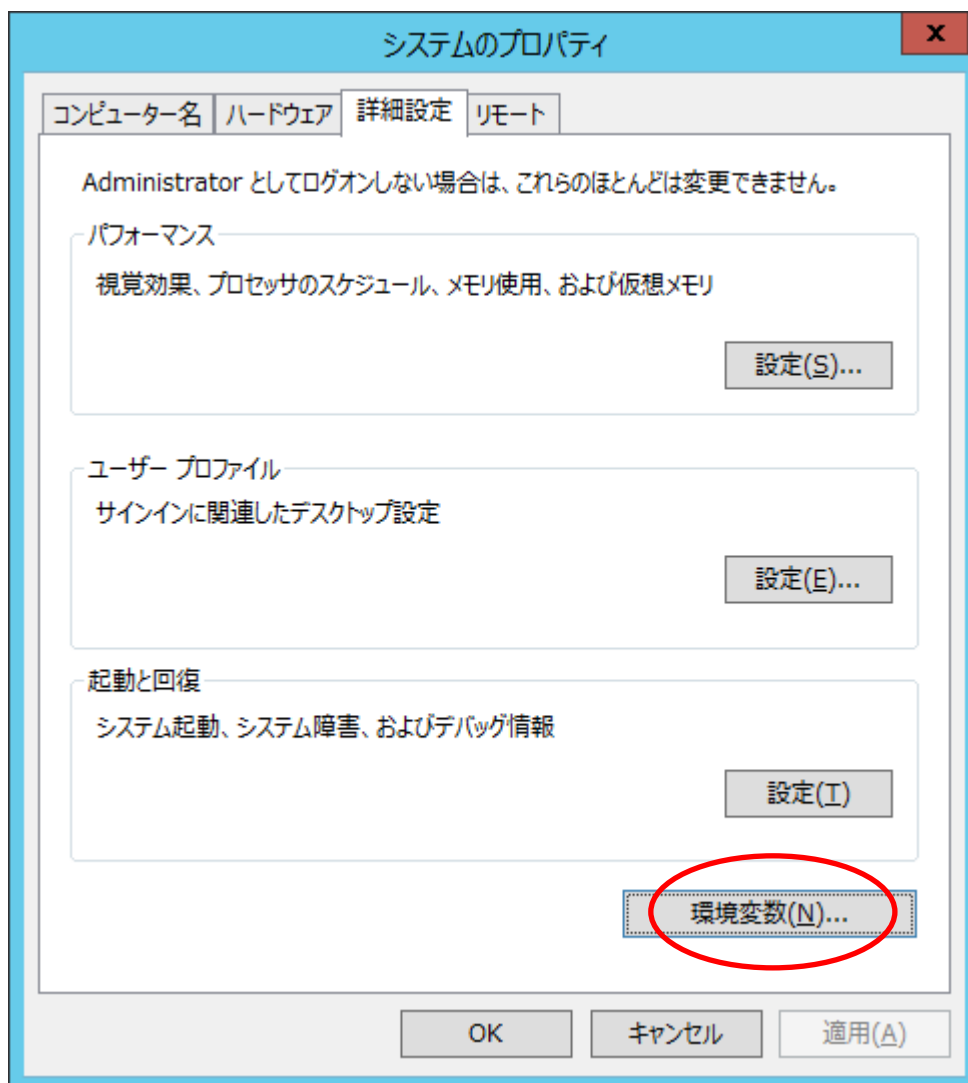 システムのプロパティ
x
コンピューター名 ハードウェア 詳細設定 リモート
Administrator としてログオンしない場合は、これらのほとんどは変更できません。
パフォーマンス
視覚効果、プロセッサのスケジュール、メモリ使用、および仮想メモリ
設定(S)...
ユーザー プロファイル
サインインに関連したデスクトップ設定
設定(E)...
起動と回復
システム起動、システム障害、およびデバッグ情報
設定(T)
環境変数(N)...
OK キャンセル 適用(A)